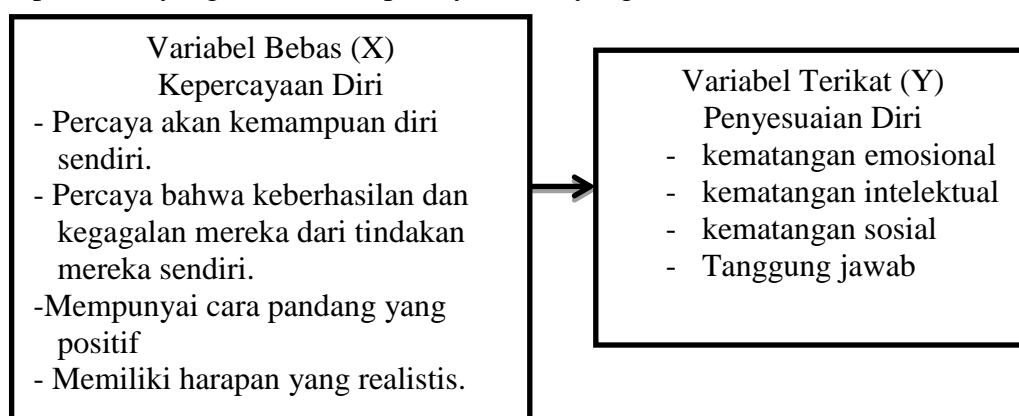 Variabel Bebas (X)
Kepercayaan Diri
- Percaya akan kemampuan diri
sendiri.
- Percaya bahwa keberhasilan dan
kegagalan mereka dari tindakan
mereka sendiri.
-Mempunyai cara pandang yang
positif
- Memiliki harapan yang realistis.
Variabel Terikat (Y)
Penyesuaian Diri
- kematangan emosional
- kematangan intelektual
- kematangan sosial
- Tanggung jawab